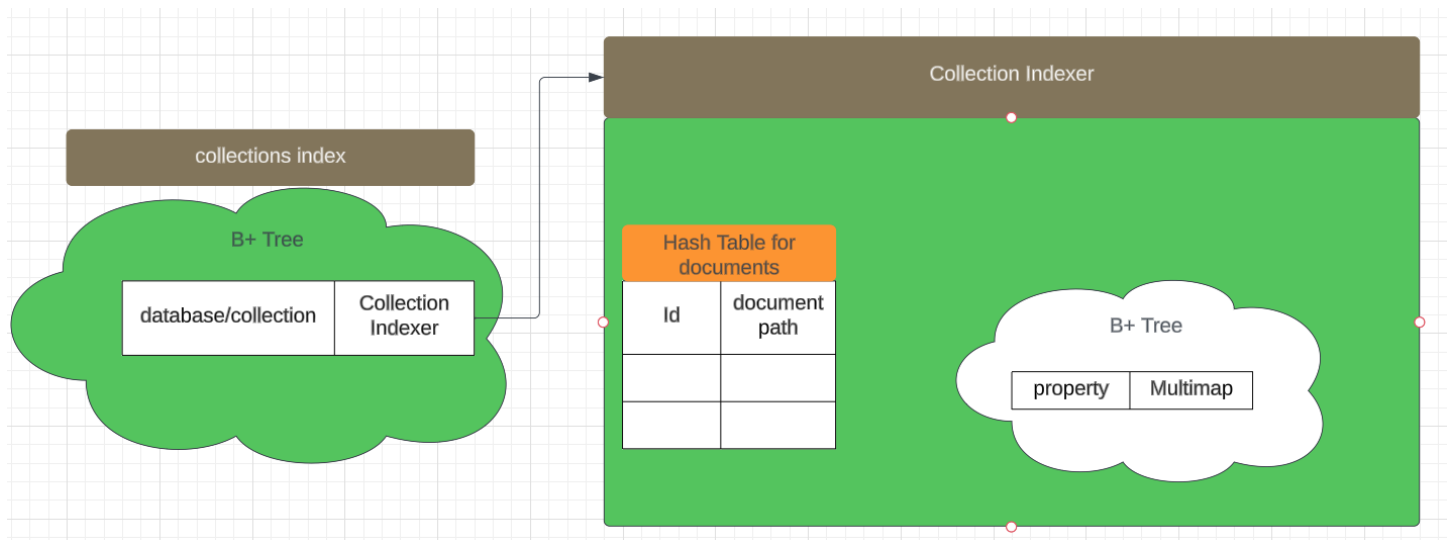 Collection Indexer
collections index
B+ Tree
database/collection
Collection
Indexer
Hash Table for
documents
Id
document
path
B+ Tree
property
Multimap